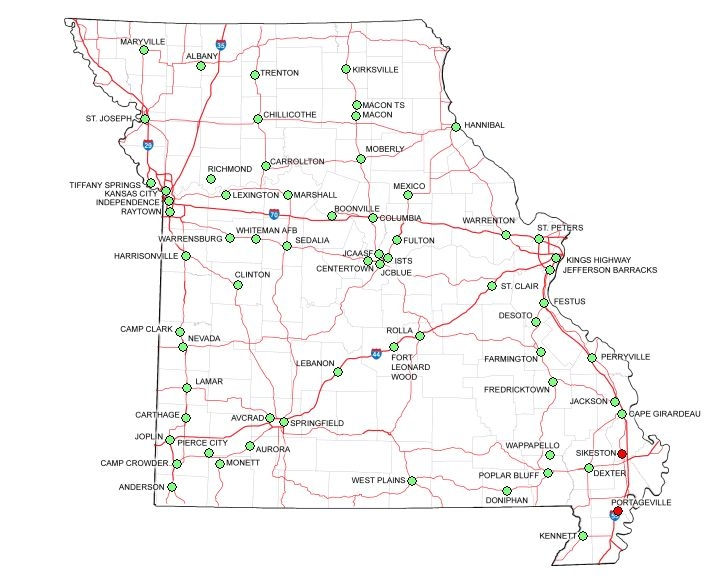 MARYVILLE
35
ALBANY
TRENTON
KIRKSVILLE
MACON TS
MACON
ST. JOSEPH
CHILLICOTHE
HANNIBAL
29
MOBERLY
CARROLLTON
RICHMOND
TIFFANY SPRINGS
KANSAS CITY
LEXINGTON
MARSHALL
MEXICO
INDEPENDENCE
RAYTOWN
70
BOONVILLE
COLUMBIA
WARRENTON
ST. PETERS
WHITEMAN AFB
WARRENSBURG
SEDALIA
FULTON
HARRISONVILLE
JCAASF
ISTS
CENTERTOWN
JCBLUE
KINGS HIGHWAY
JEFFERSON BARRACKS
CLINTON
ST. CLAIR
FESTUS
DESOTO
CAMP CLARK
NEVADA
ROLLA
44
FORT
LEONARD
WOOD
LEBANON
FARMINGTON
PERRYVILLE
LAMAR
FREDRICKTOWN
JACKSON
CARTHAGE
AVCRAD
SPRINGFIELD
CAPE GIRARDEAU
JOPLIN
PIERCE CITY
AURORA
WAPPAPELLO
SIKESTON
CAMP CROWDER
MONETT
POPLAR BLUFF
DEXTER
ANDERSON
WEST PLAINS
DONIPHAN
PORTAGEVILLE
KENNETT